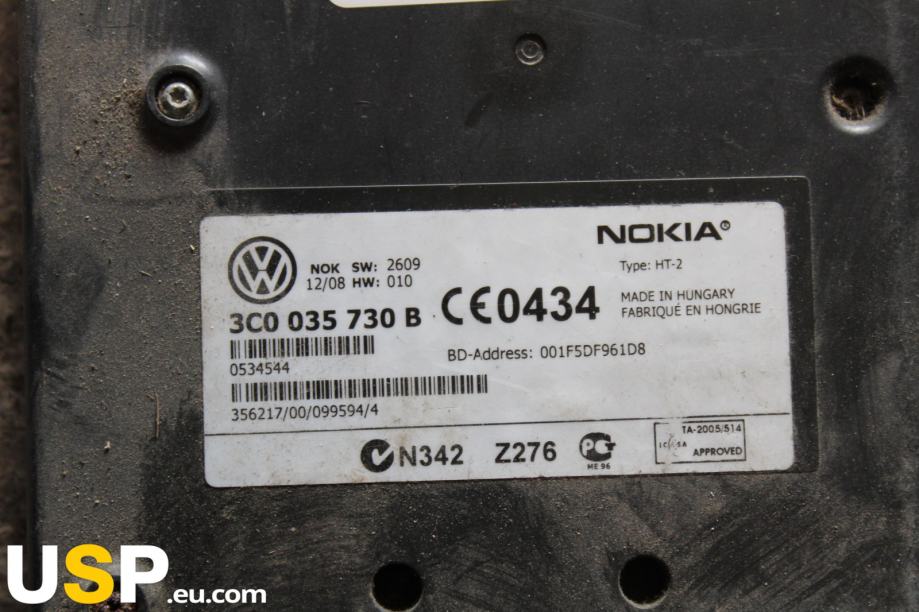 NOKIA
NOK SW: 2609
12/08 HW: 010
Type: HT-2
3C0 035 730 B
CE0434
MADE IN HUNGARY
FABRIQUÉ EN HONGRIE
0534544
BD-Address: 001F5DF961D8
356217/00/099594/4
N342 Z276
ME 96
TA-2005/514
ICASA
APPROVED
USP.eu.com